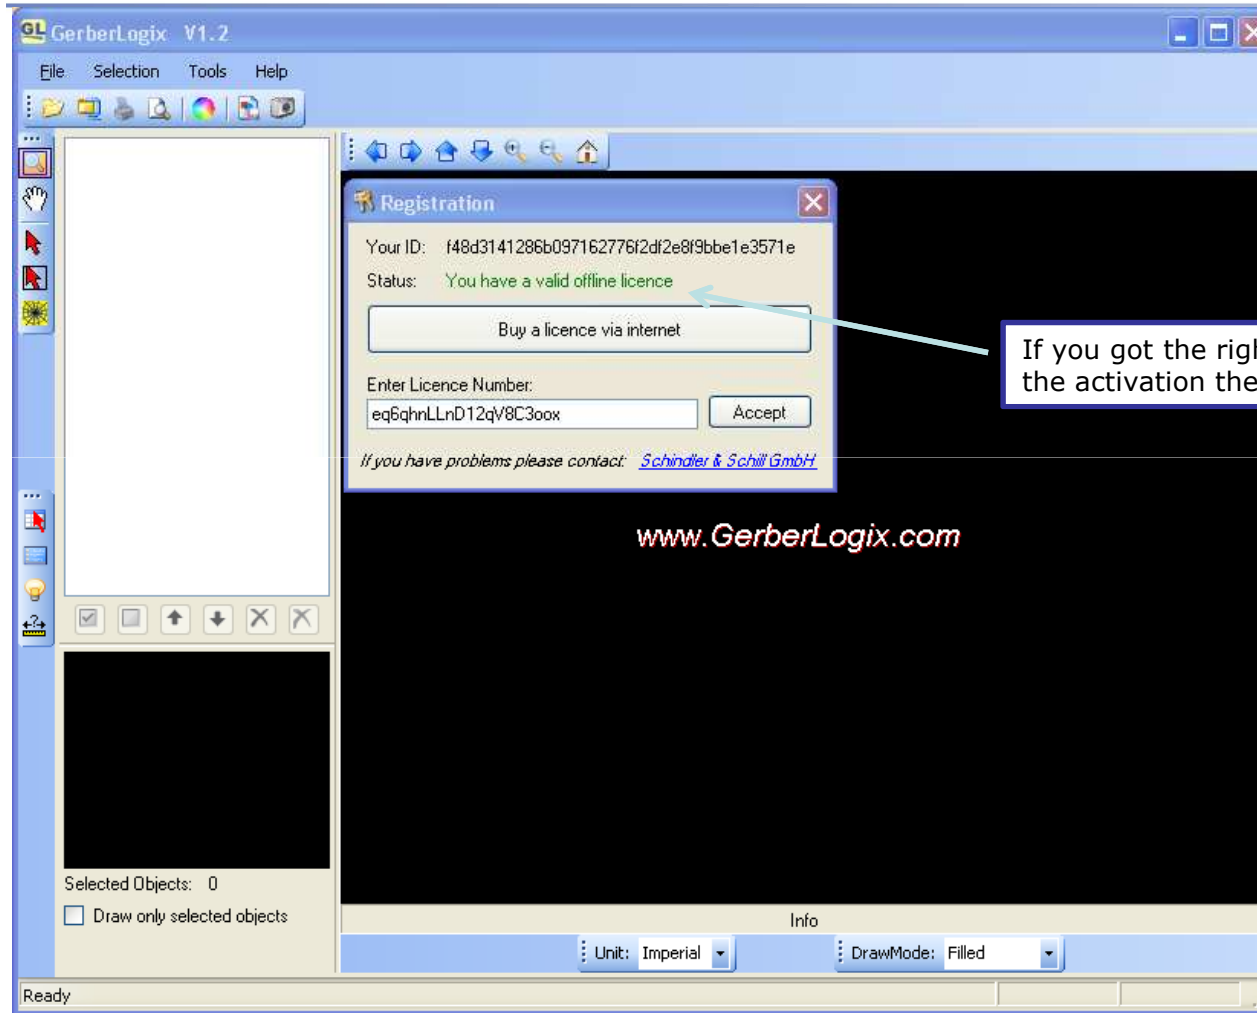 GL GerberLogix V1.2
File Selection Tools Help
Registration
Your ID: f48d3141286b097162776f2df2e8f9bbe1e3571e
Status: You have a valid offline licence
Buy a licence via internet
Enter Licence Number:
eq6qhnLLnD12qV8C3oox Accept
If you have problems please contact: Schindler & Schill GmbH
If you got the righ
the activation the
www.GerberLogix.com
Selected Objects: 0
Draw only selected objects
Info
Unit: Imperial DrawMode: Filled
Ready